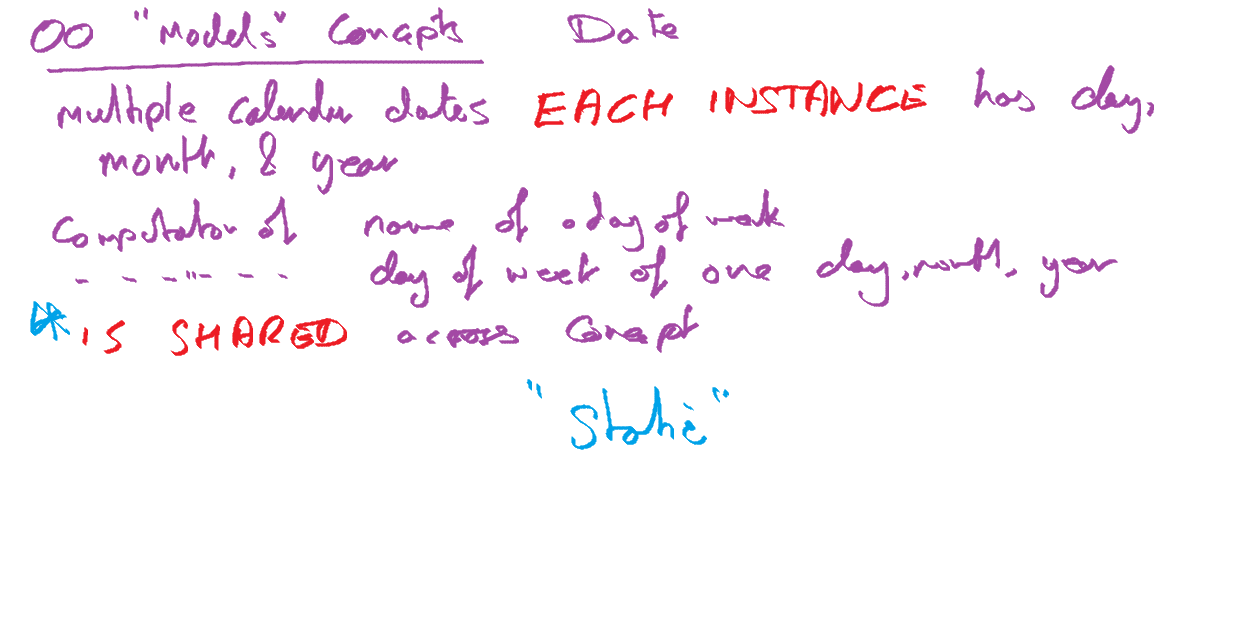 OO "Models" Concepts Date
multiple calendar dates EACH INSTANCE has day,
month, & year
Computation of name of a day of week
- - -"- - - day of week of one day, month, year
* IS SHARED across Concept
"Static"